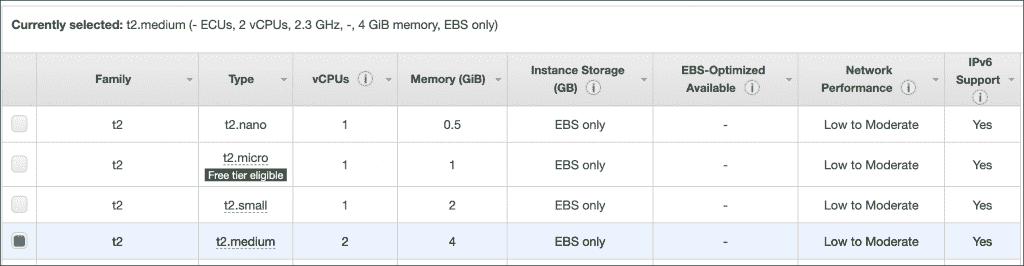 Currently selected: t2.medium (- ECUs, 2 vCPUs, 2.3 GHz, -, 4 GiB memory, EBS only)
Family Type vCPUs i Memory (GiB) Instance Storage (GB) i EBS-Optimized Available i Network Performance i IPv6 Support i
t2 t2.nano 1 0.5 EBS only - Low to Moderate Yes
t2 t2.micro Free tier eligible 1 1 EBS only - Low to Moderate Yes
t2 t2.small 1 2 EBS only - Low to Moderate Yes
t2 t2.medium 2 4 EBS only - Low to Moderate Yes